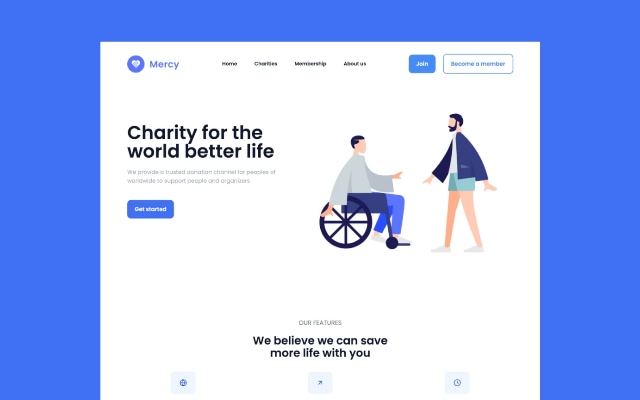 Mercy
Home
Charities
Membership
About us
Join
Become a member
Charity for the
world better life
We provide a trusted donation channel for peoples of
worldwide to support people and organizers
Get started
OUR FEATURES
We believe we can save
more life with you